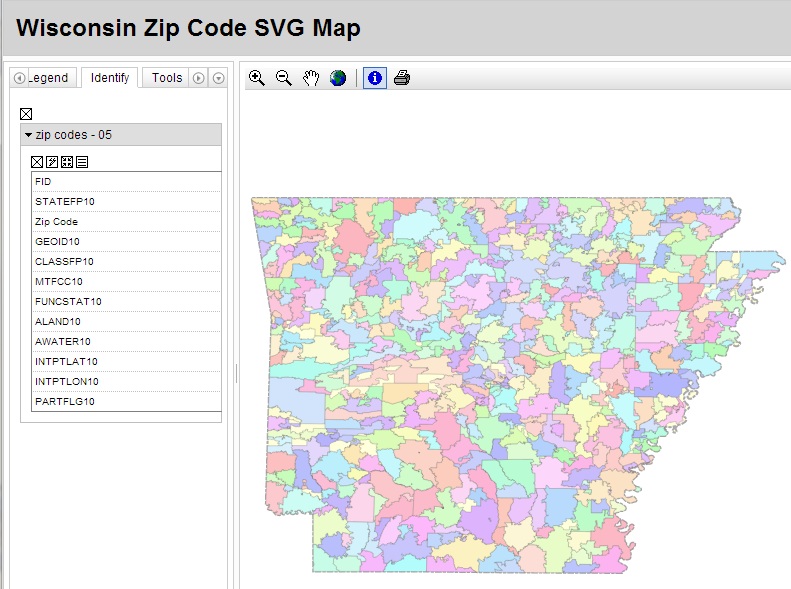 Wisconsin Zip Code SVG Map
Legend
Identify
Tools
zip codes - 05
FID
STATEFP10
Zip Code
GEOID10
CLASSFP10
MTFCC10
FUNCSTAT10
ALAND10
AWATER10
INTPTLAT10
INTPTLON10
PARTFLG10